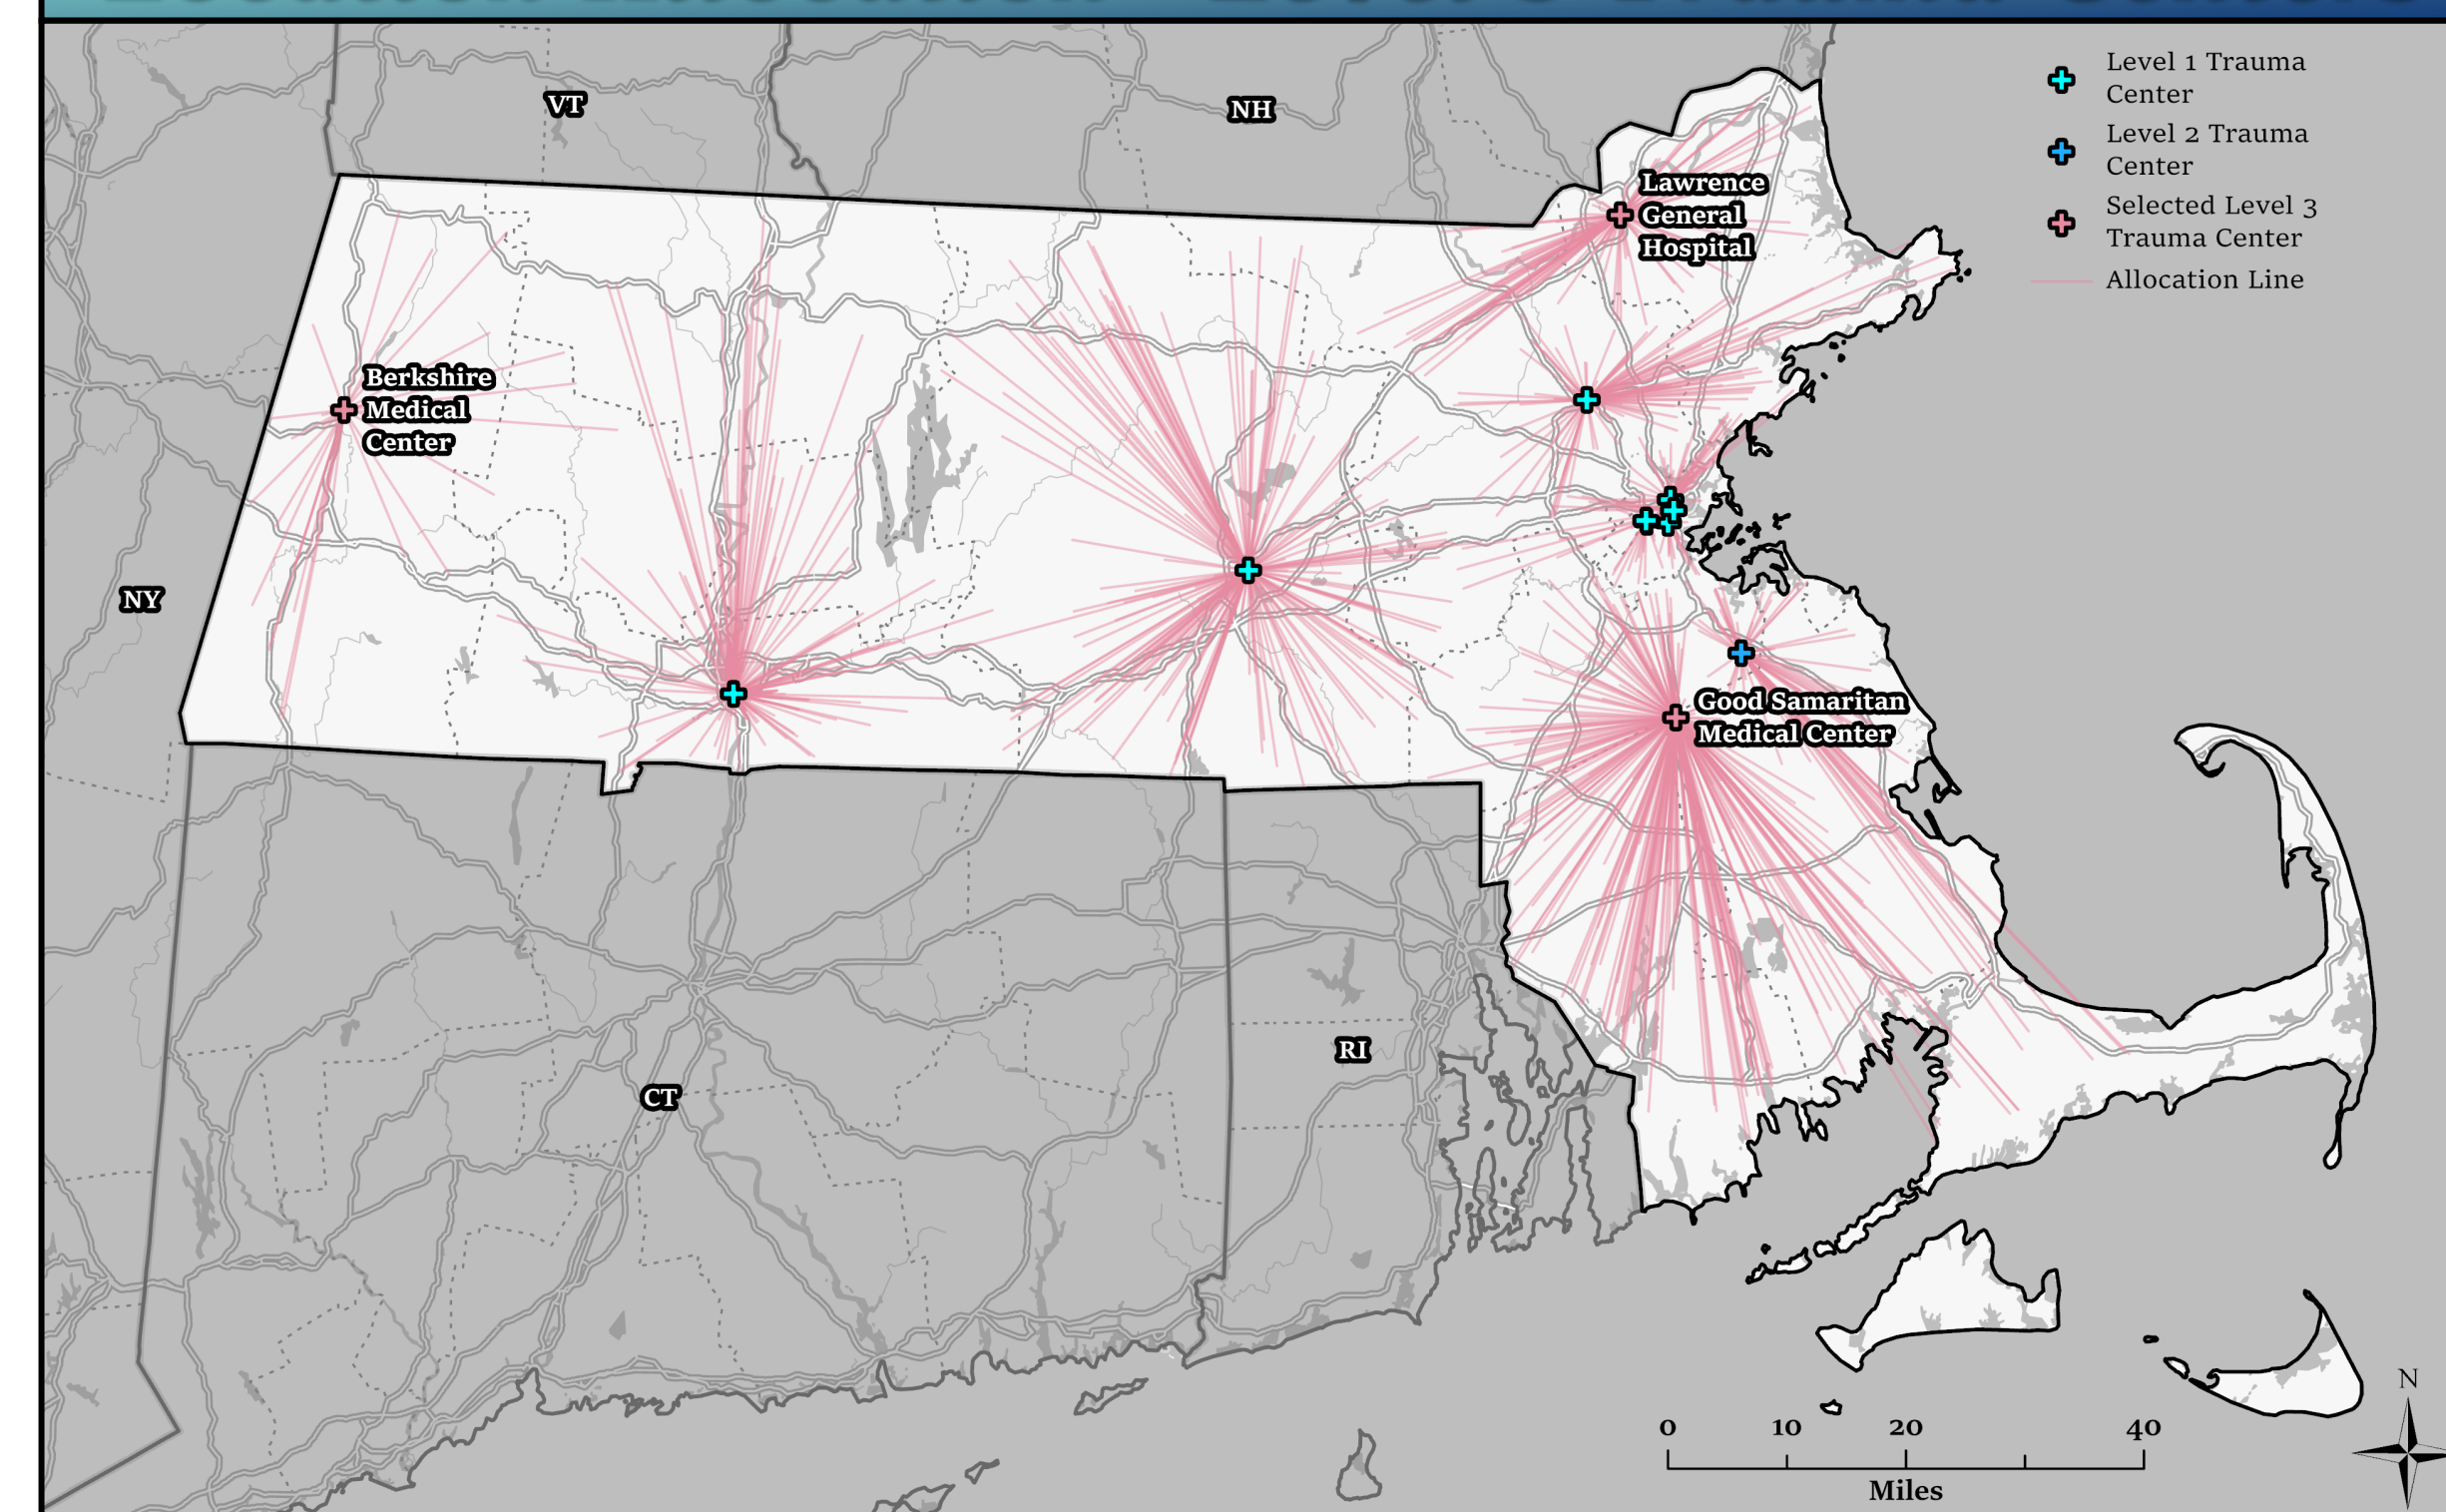 VT
NH
Level 1 Trauma
Center
Level 2 Trauma
Center
Selected Level 3
Trauma Center
Allocation Line
Lawrence
General
Hospital
Berkshire
Medical
Center
NY
Good Samaritan
Medical Center
RI
CT
N
0 10 20 40
Miles